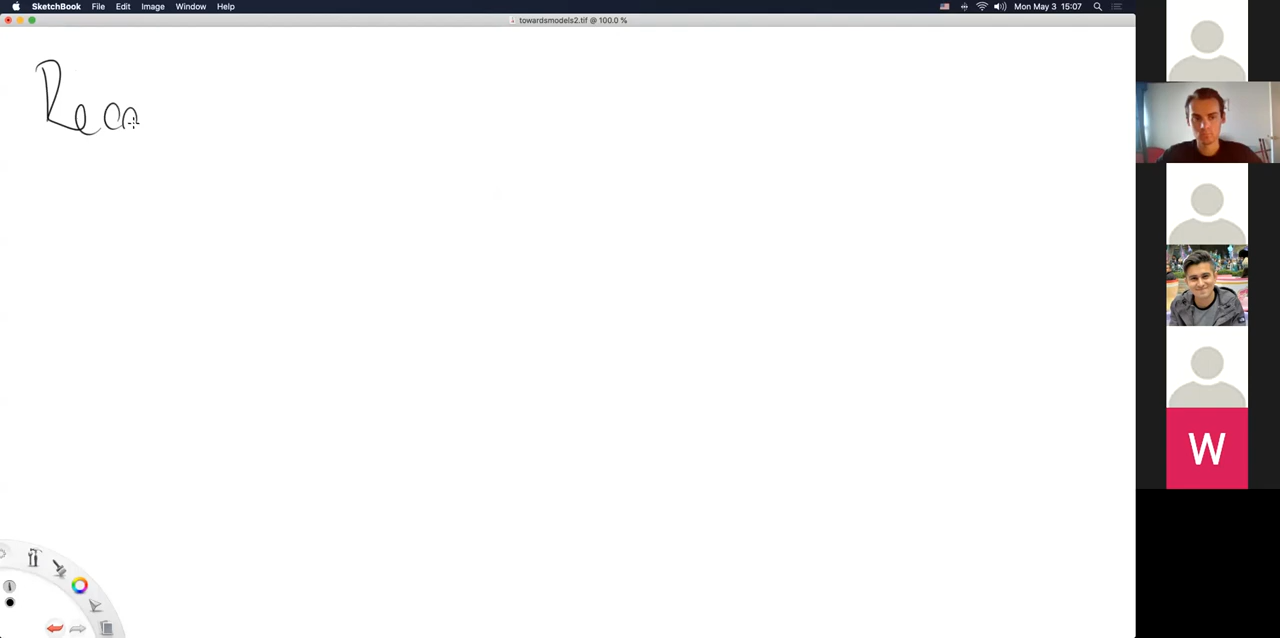 SketchBook File Edit Image Window Help Mon May 3 15:07
towardsmodels2.tif @ 100.0 %
Reca
W